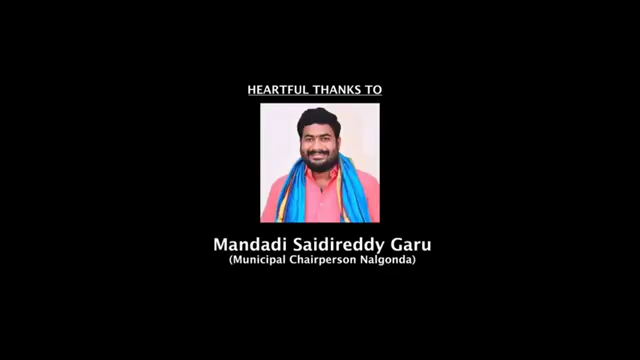 HEARTFUL THANKS TO
Mandadi Saidireddy Garu
(Municipal Chairperson Nalgonda)